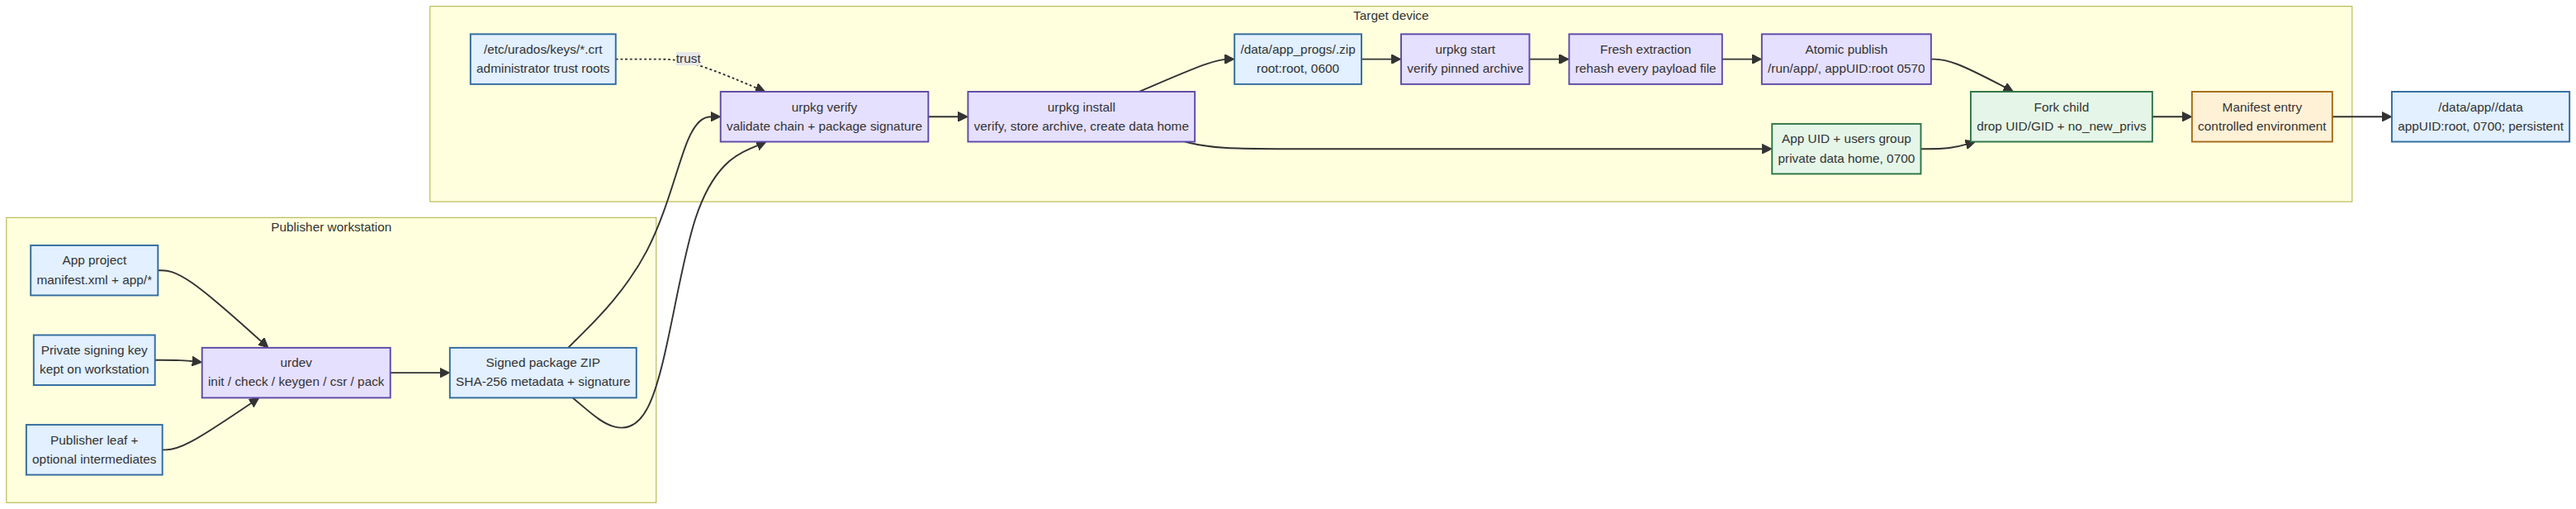 Target device
/etc/urados/keys/*.crt
administrator trust roots
trust
urpkg verify
validate chain + package signature
urpkg install
verify, store archive, create data home
/data/app_progs/.zip
root:root, 0600
urpkg start
verify pinned archive
Fresh extraction
rehash every payload file
Atomic publish
/run/app/, appUID:root 0570
App UID + users group
private data home, 0700
Fork child
drop UID/GID + no_new_privs
Manifest entry
controlled environment
/data/app//data
appUID:root, 0700; persistent
Publisher workstation
App project
manifest.xml + app/*
Private signing key
kept on workstation
Publisher leaf +
optional intermediates
urdev
init / check / keygen / csr / pack
Signed package ZIP
SHA-256 metadata + signature